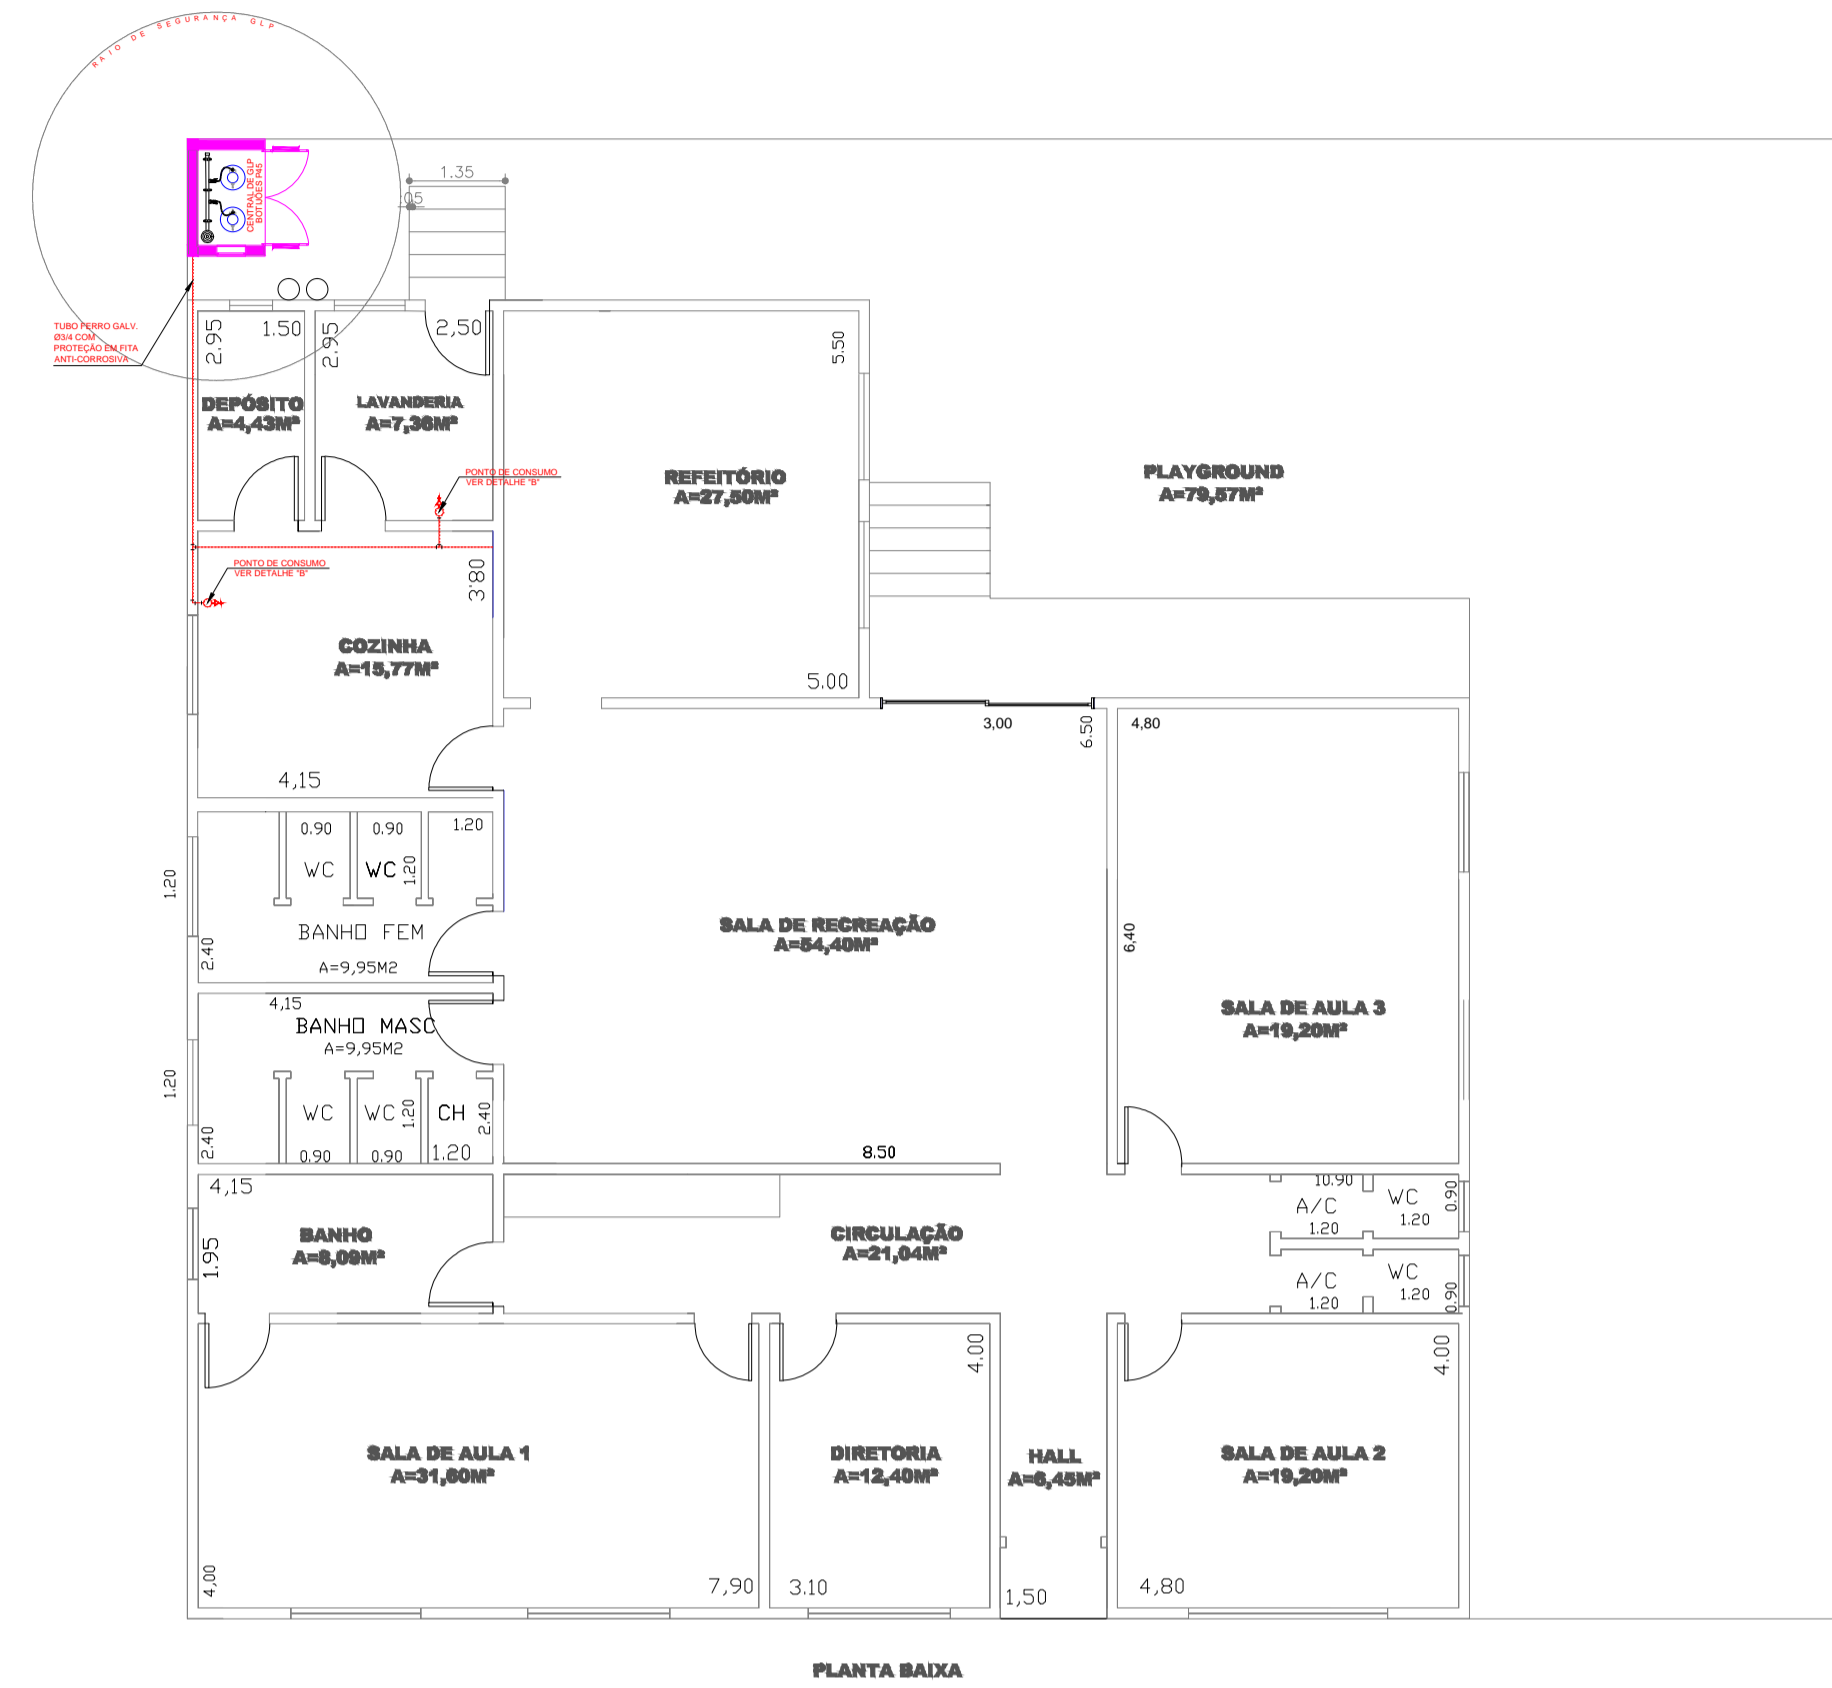 RAIO DE SEGURANÇA GLP
CENTRAL DE GLP
BOTIJÕES P45
1.35
.05
TUBO FERRO GALV.
Ø3/4 COM
PROTEÇÃO EM FITA
ANTI-CORROSIVA
2.95
1.50
2.95
2,50
5.50
DEPÓSITO
A=4,43M²
LAVANDERIA
A=7,36M²
PONTO DE CONSUMO
VER DETALHE "B"
REFEITÓRIO
A=27,50M²
PLAYGROUND
A=79,57M²
PONTO DE CONSUMO
VER DETALHE "B"
3'80
COZINHA
A=15,77M²
5.00
4,15
3,00
6.50
4,80
0.90
0.90
1.20
WC
WC
1.20
1.20
BANHO FEM
A=9,95M2
2.40
SALA DE RECREAÇÃO
A=54,40M²
6,40
4,15
BANHO MASC
A=9,95M2
SALA DE AULA 3
A=19,20M²
1.20
WC
WC
1.20
CH
2.40
2.40
0.90
0.90
1.20
8.50
4,15
10.90
A/C
1.20
WC
1.20
0.90
BANHO
A=8,09M²
1.95
CIRCULAÇÃO
A=21,04M²
A/C
1.20
WC
1.20
0.90
4.00
4.00
SALA DE AULA 1
A=31,60M²
DIRETORIA
A=12,40M²
HALL
A=6,45M²
SALA DE AULA 2
A=19,20M²
4,00
7,90
3.10
1,50
4,80
PLANTA BAIXA